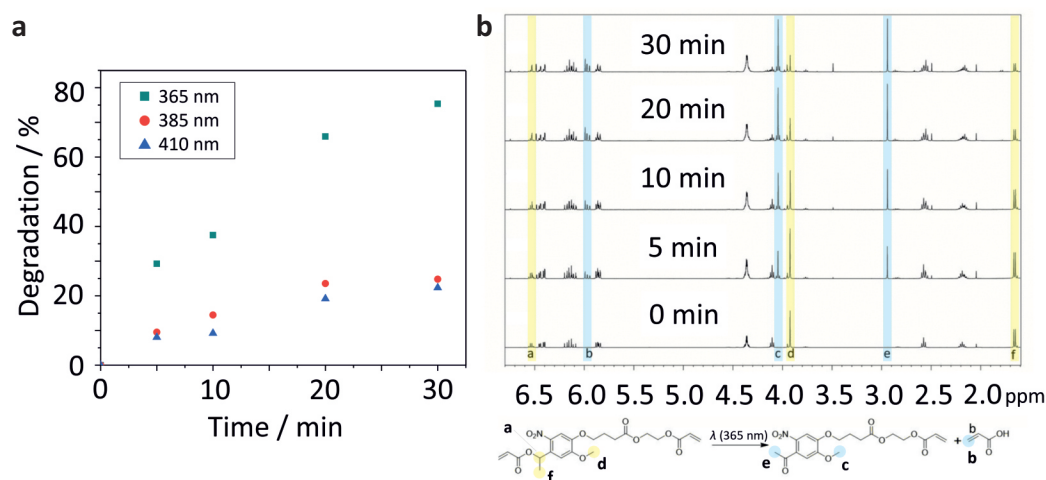 a
Degradation / %
80
60
40
20
0
365 nm
385 nm
410 nm
0
10
20
30
Time / min
b
30 min
20 min
10 min
5 min
0 min
a b c d e f
6.5 6.0 5.5 5.0 4.5 4.0 3.5 3.0 2.5 2.0 ppm
a
NO₂
O
O
O
O
O
O
O
O
d
f
λ (365 nm)
NO₂
O
O
O
O
O
O
O
e
c
+
b
O
OH
b